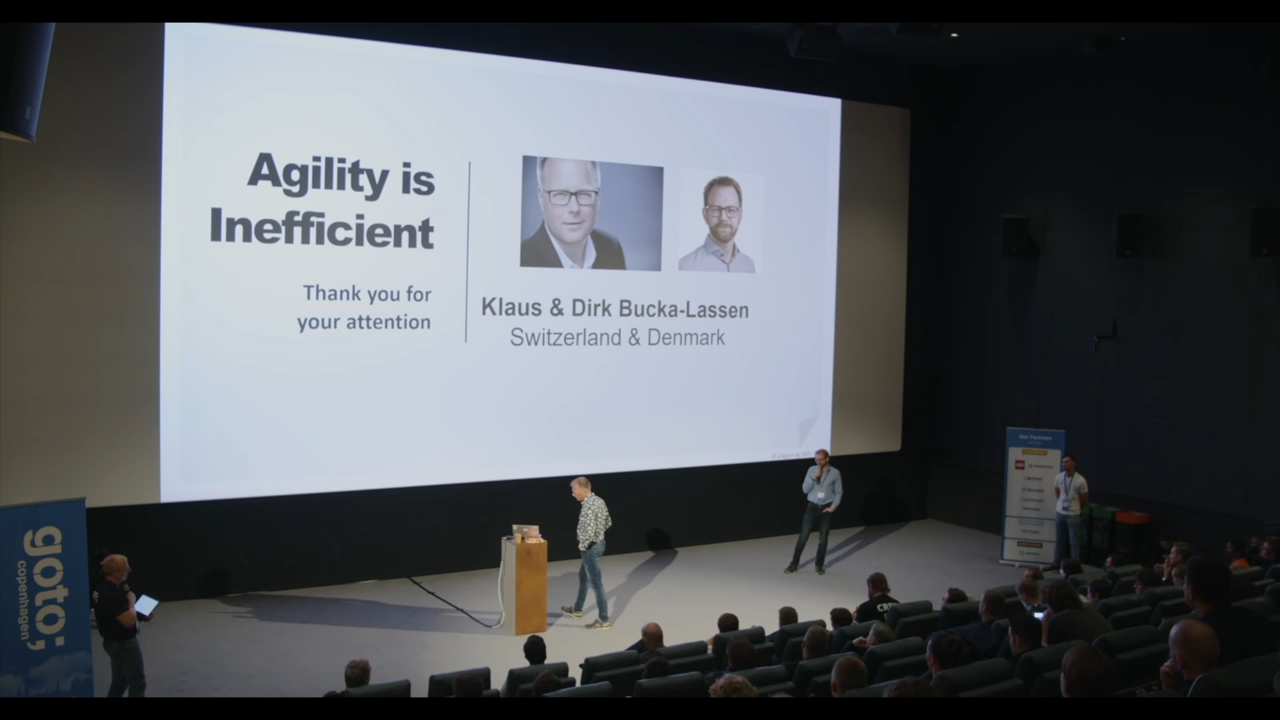 Agility is
Inefficient
Thank you for
your attention
Klaus & Dirk Bucka-Lassen
Switzerland & Denmark
goto;
copenhagen